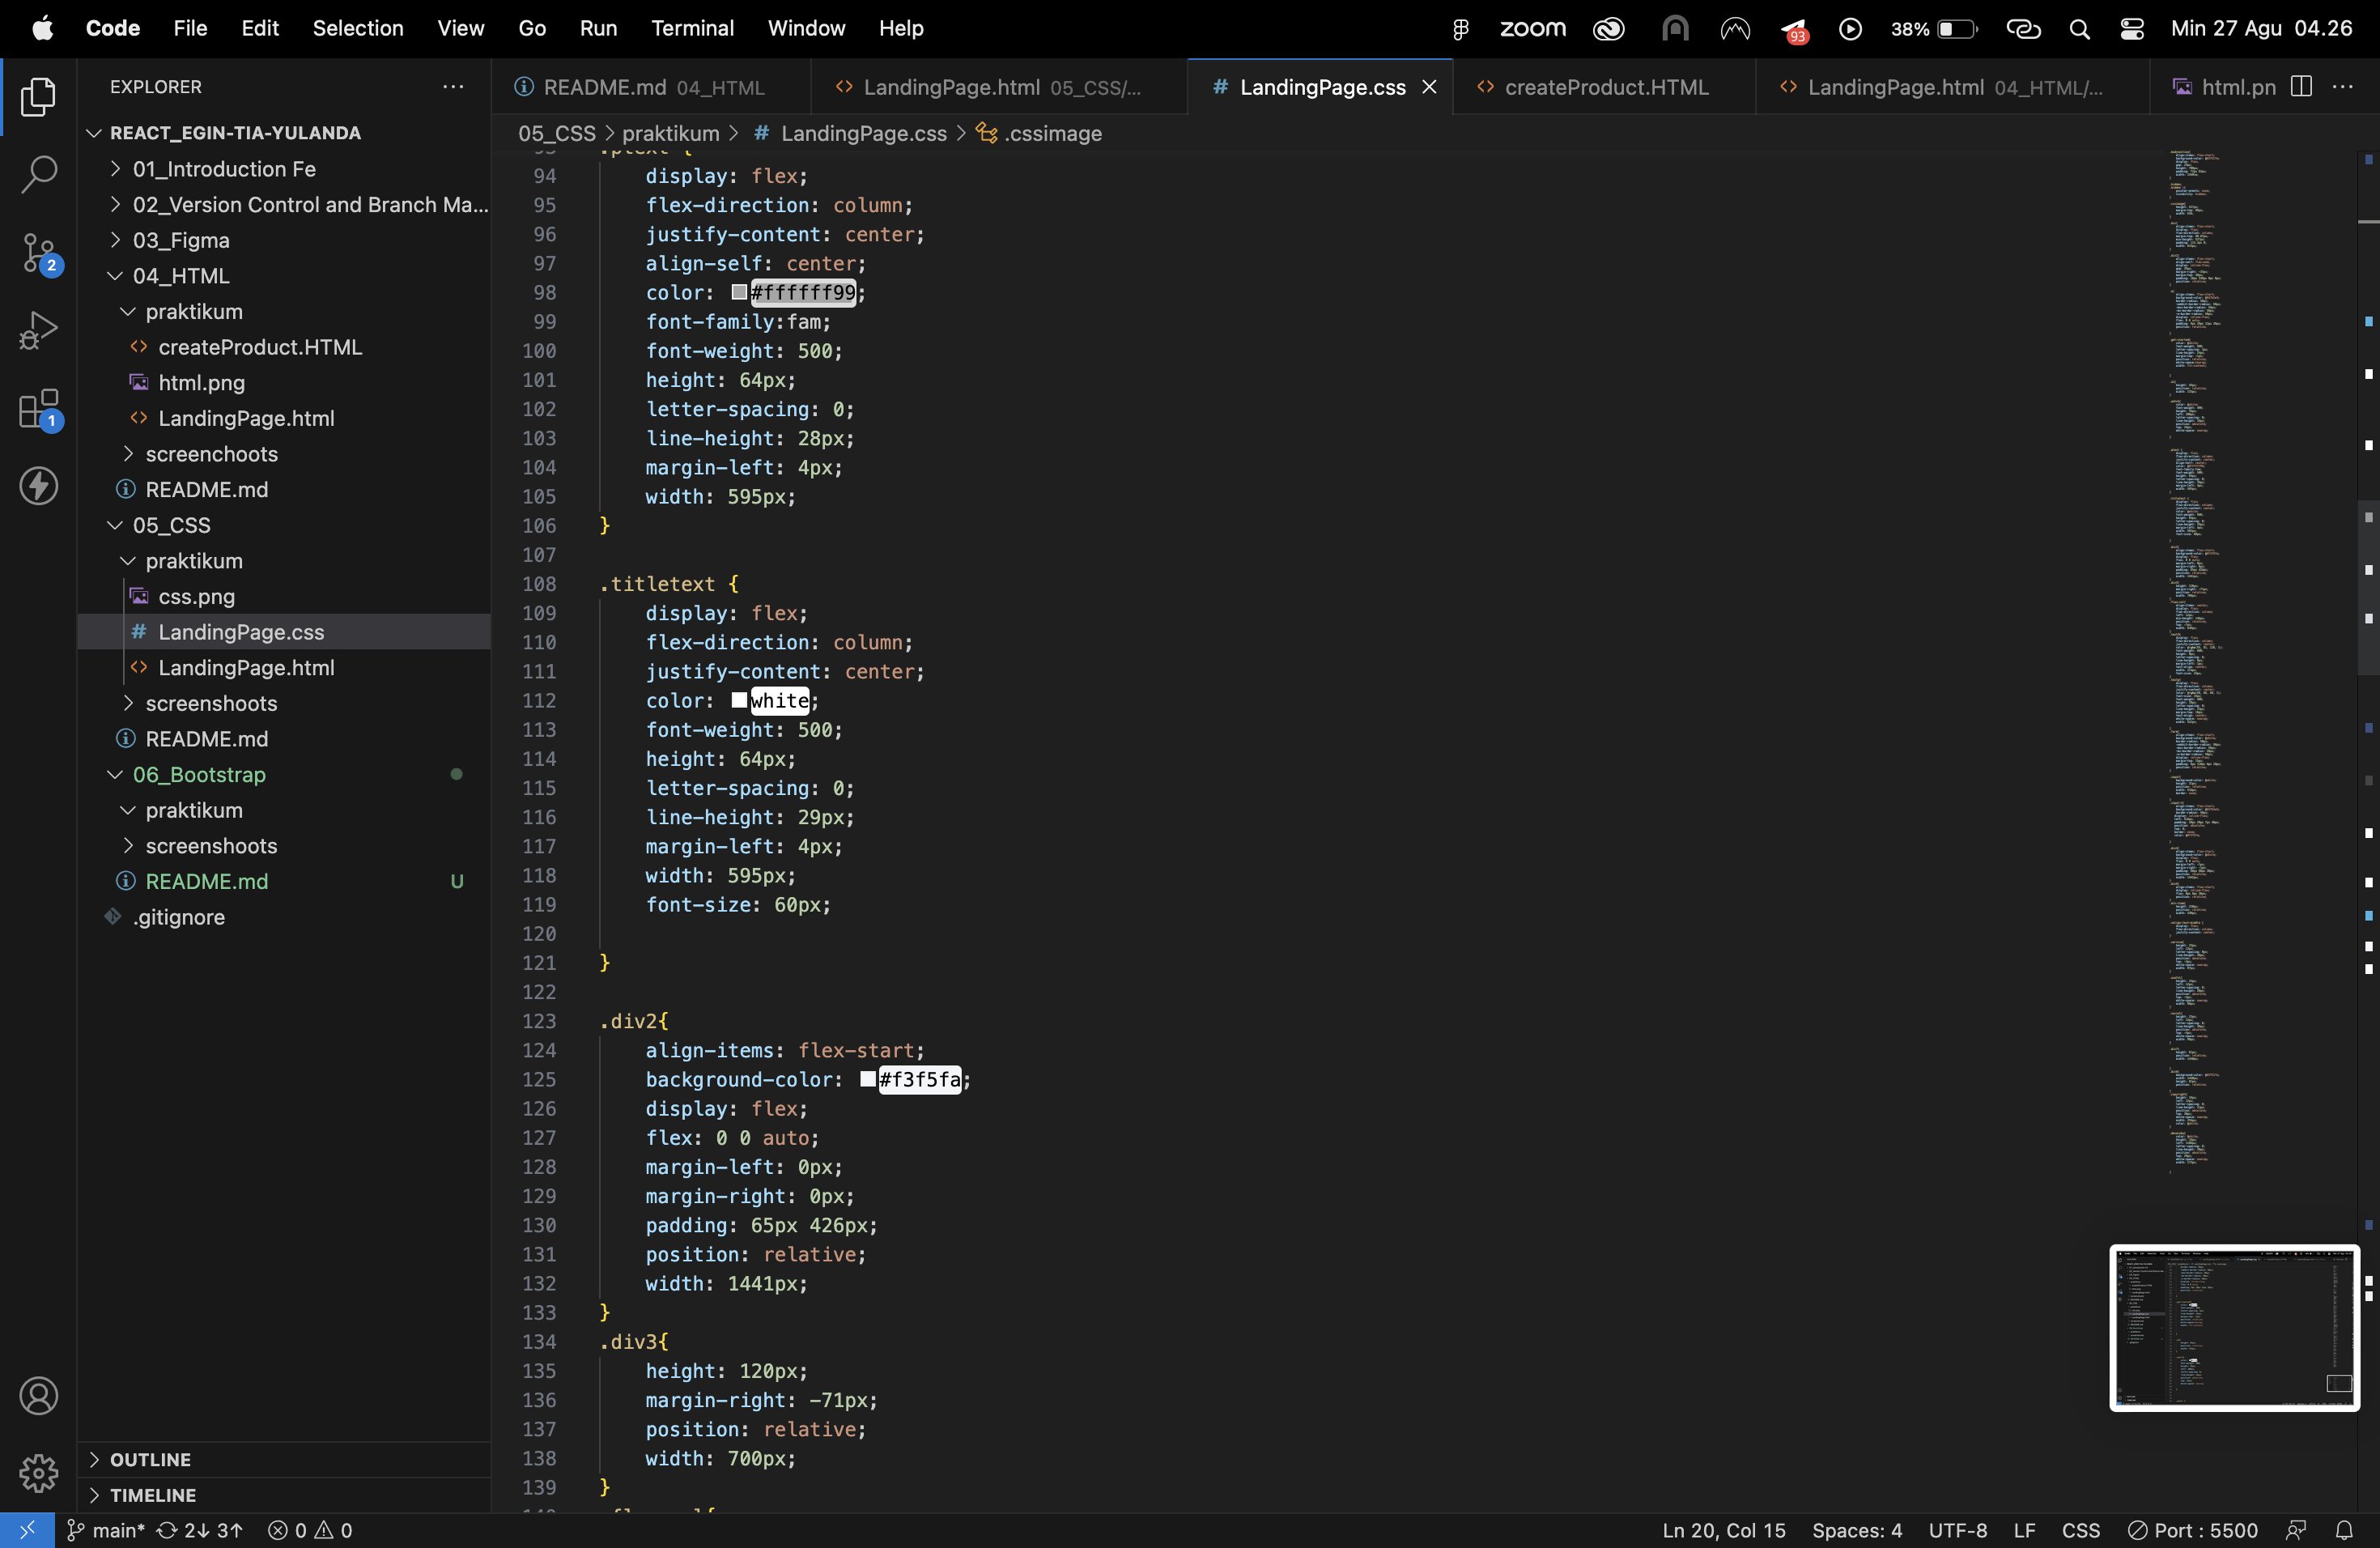 Code File Edit Selection View Go Run Terminal Window Help zoom 93 38% Min 27 Agu 04.26
EXPLORER
REACT_EGIN-TIA-YULANDA
01_Introduction Fe
02_Version Control and Branch Ma...
03_Figma
04_HTML
praktikum
createProduct.HTML
html.png
LandingPage.html
screenchoots
README.md
05_CSS
praktikum
css.png
LandingPage.css
LandingPage.html
screenshoots
README.md
06_Bootstrap
praktikum
screenshoots
README.md U
.gitignore
OUTLINE
TIMELINE
2
1
README.md 04_HTML LandingPage.html 05_CSS/... # LandingPage.css createProduct.HTML LandingPage.html 04_HTML/... html.pn
05_CSS > praktikum > # LandingPage.css > .cssimage
94 display: flex;
95 flex-direction: column;
96 justify-content: center;
97 align-self: center;
98 color: #ffffff99;
99 font-family:fam;
100 font-weight: 500;
101 height: 64px;
102 letter-spacing: 0;
103 line-height: 28px;
104 margin-left: 4px;
105 width: 595px;
106 }
107
108 .titletext {
109 display: flex;
110 flex-direction: column;
111 justify-content: center;
112 color: white;
113 font-weight: 500;
114 height: 64px;
115 letter-spacing: 0;
116 line-height: 29px;
117 margin-left: 4px;
118 width: 595px;
119 font-size: 60px;
120
121 }
122
123 .div2{
124 align-items: flex-start;
125 background-color: #f3f5fa;
126 display: flex;
127 flex: 0 0 auto;
128 margin-left: 0px;
129 margin-right: 0px;
130 padding: 65px 426px;
131 position: relative;
132 width: 1441px;
133 }
134 .div3{
135 height: 120px;
136 margin-right: -71px;
137 position: relative;
138 width: 700px;
139 }
main* 2↓ 3↑ 0 0 Ln 20, Col 15 Spaces: 4 UTF-8 LF CSS Port : 5500